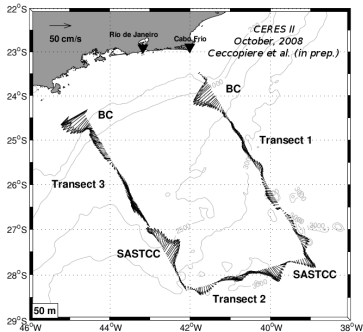 22°S
23°S
24°S
25°S
26°S
27°S
28°S
29°S
50 cm/s
Rio de Janeiro
Cabo Frio
CERES II
October, 2008
Ceccopiere et al. (in prep.)
BC
BC
Transect 1
Transect 3
SASTCC
SASTCC
Transect 2
50 m
46°W
44°W
42°W
40°W
38°W